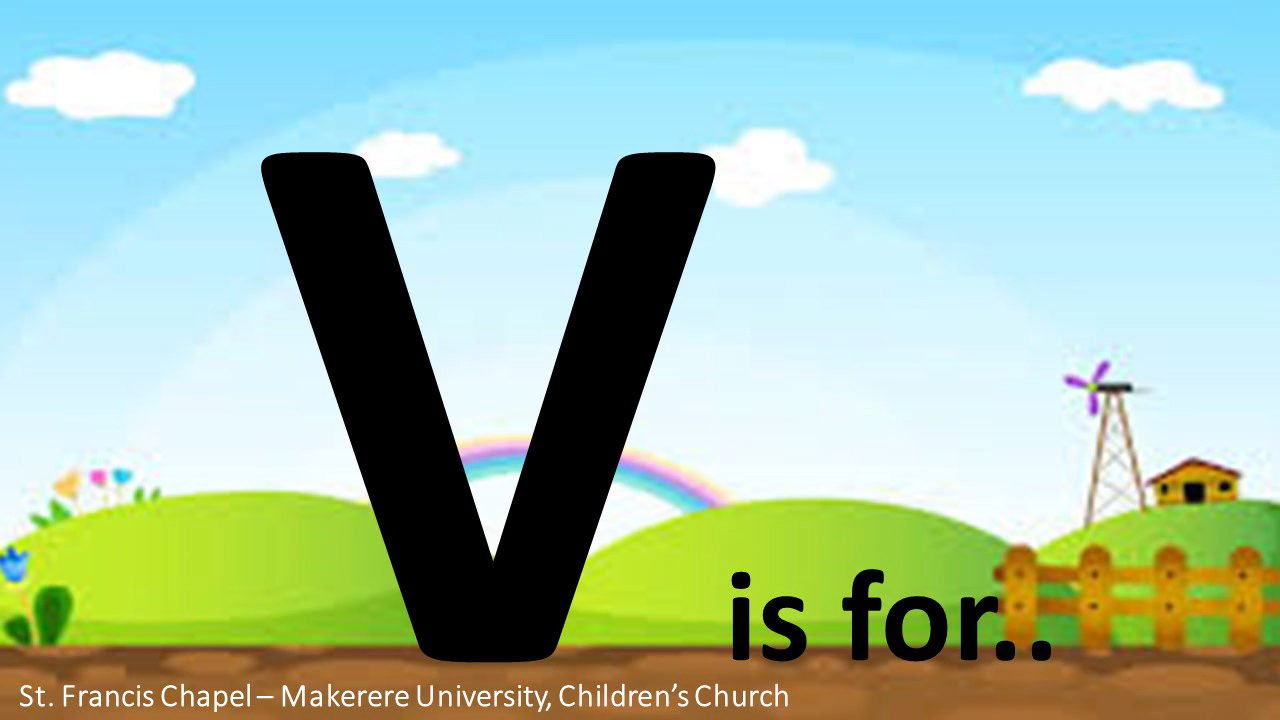 V is for..
St. Francis Chapel – Makerere University, Children's Church